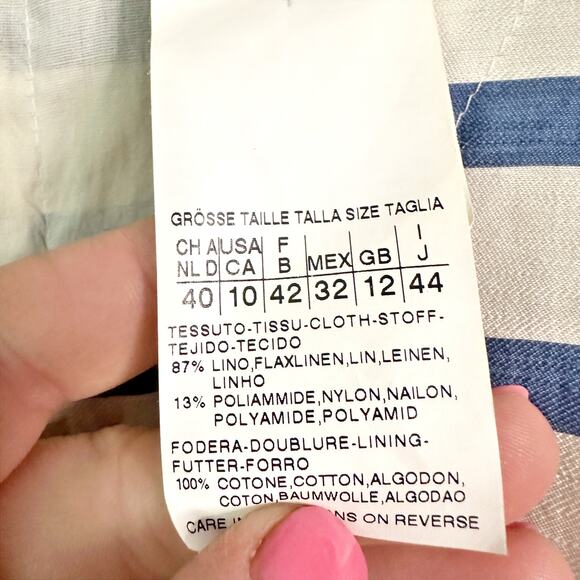 GRÖSSE TAILLE TALLA SIZE TAGLIA
CH A USA F I
NL D CA B MEX GB J
40 10 42 32 12 44
TESSUTO-TISSU-CLOTH-STOFF-
TEJIDO-TECIDO
87% LINO,FLAXLINEN,LIN,LEINEN,
LINHO
13% POLIAMMIDE,NYLON,NAILON,
POLYAMIDE,POLYAMID
FODERA-DOUBLURE-LINING-
FUTTER-FORRO
100% COTONE,COTTON,ALGODON,
COTON,BAUMWOLLE,ALGODAO
CARE ON REVERSE